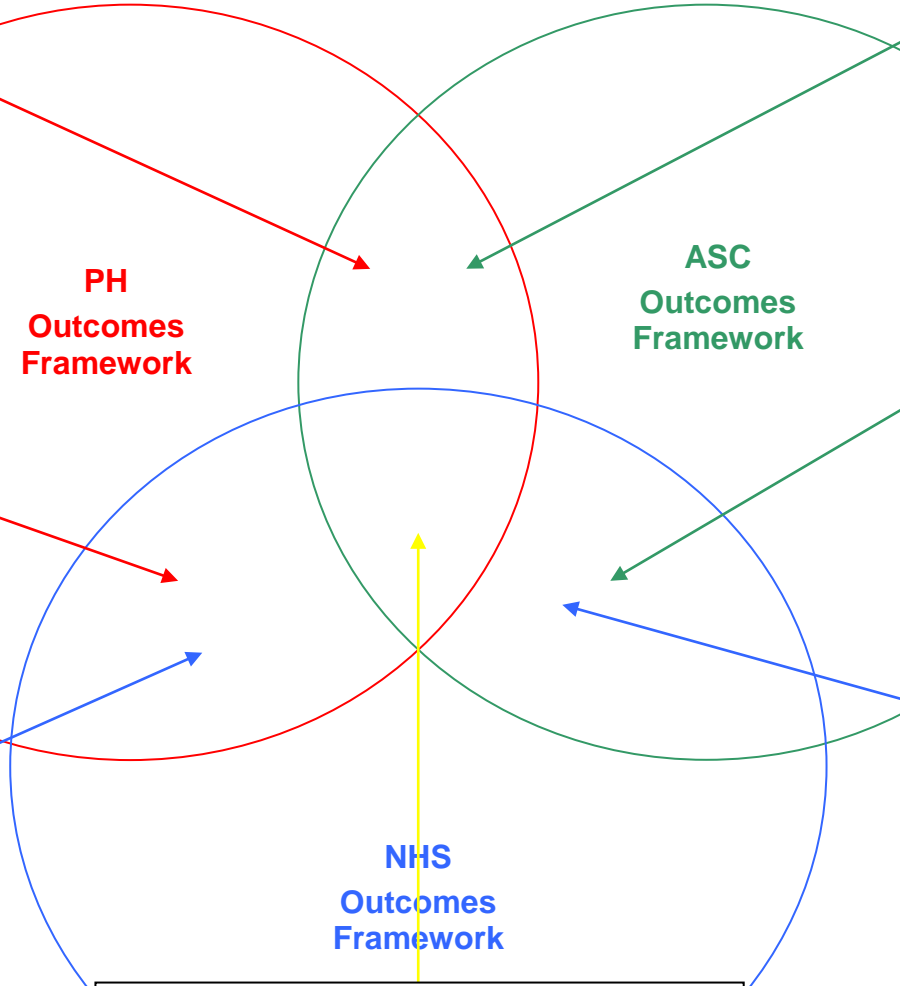 PH
Outcomes
Framework
ASC
Outcomes
Framework
NHS
Outcomes
Framework